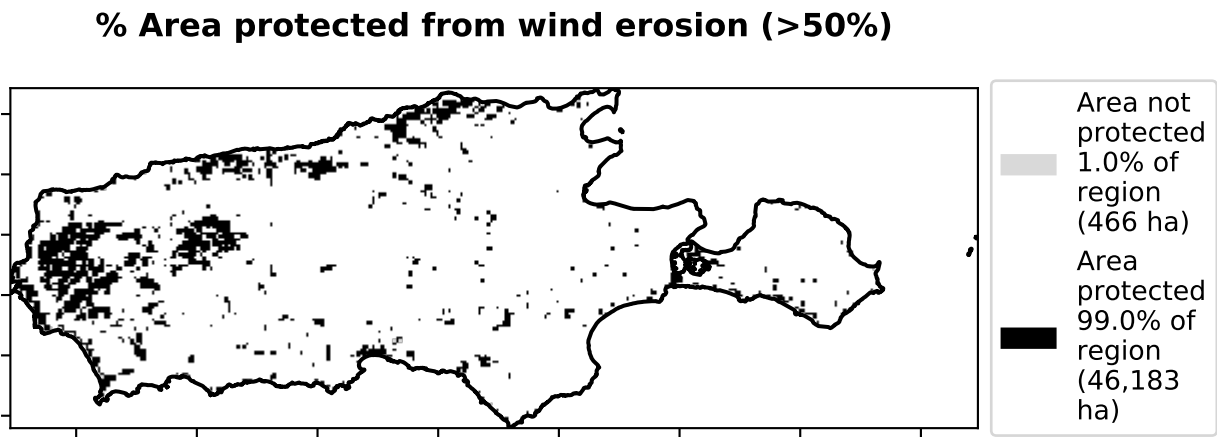 % Area protected from wind erosion (>50%)
Area not
protected
1.0% of
region
(466 ha)
Area
protected
99.0% of
region
(46,183
ha)